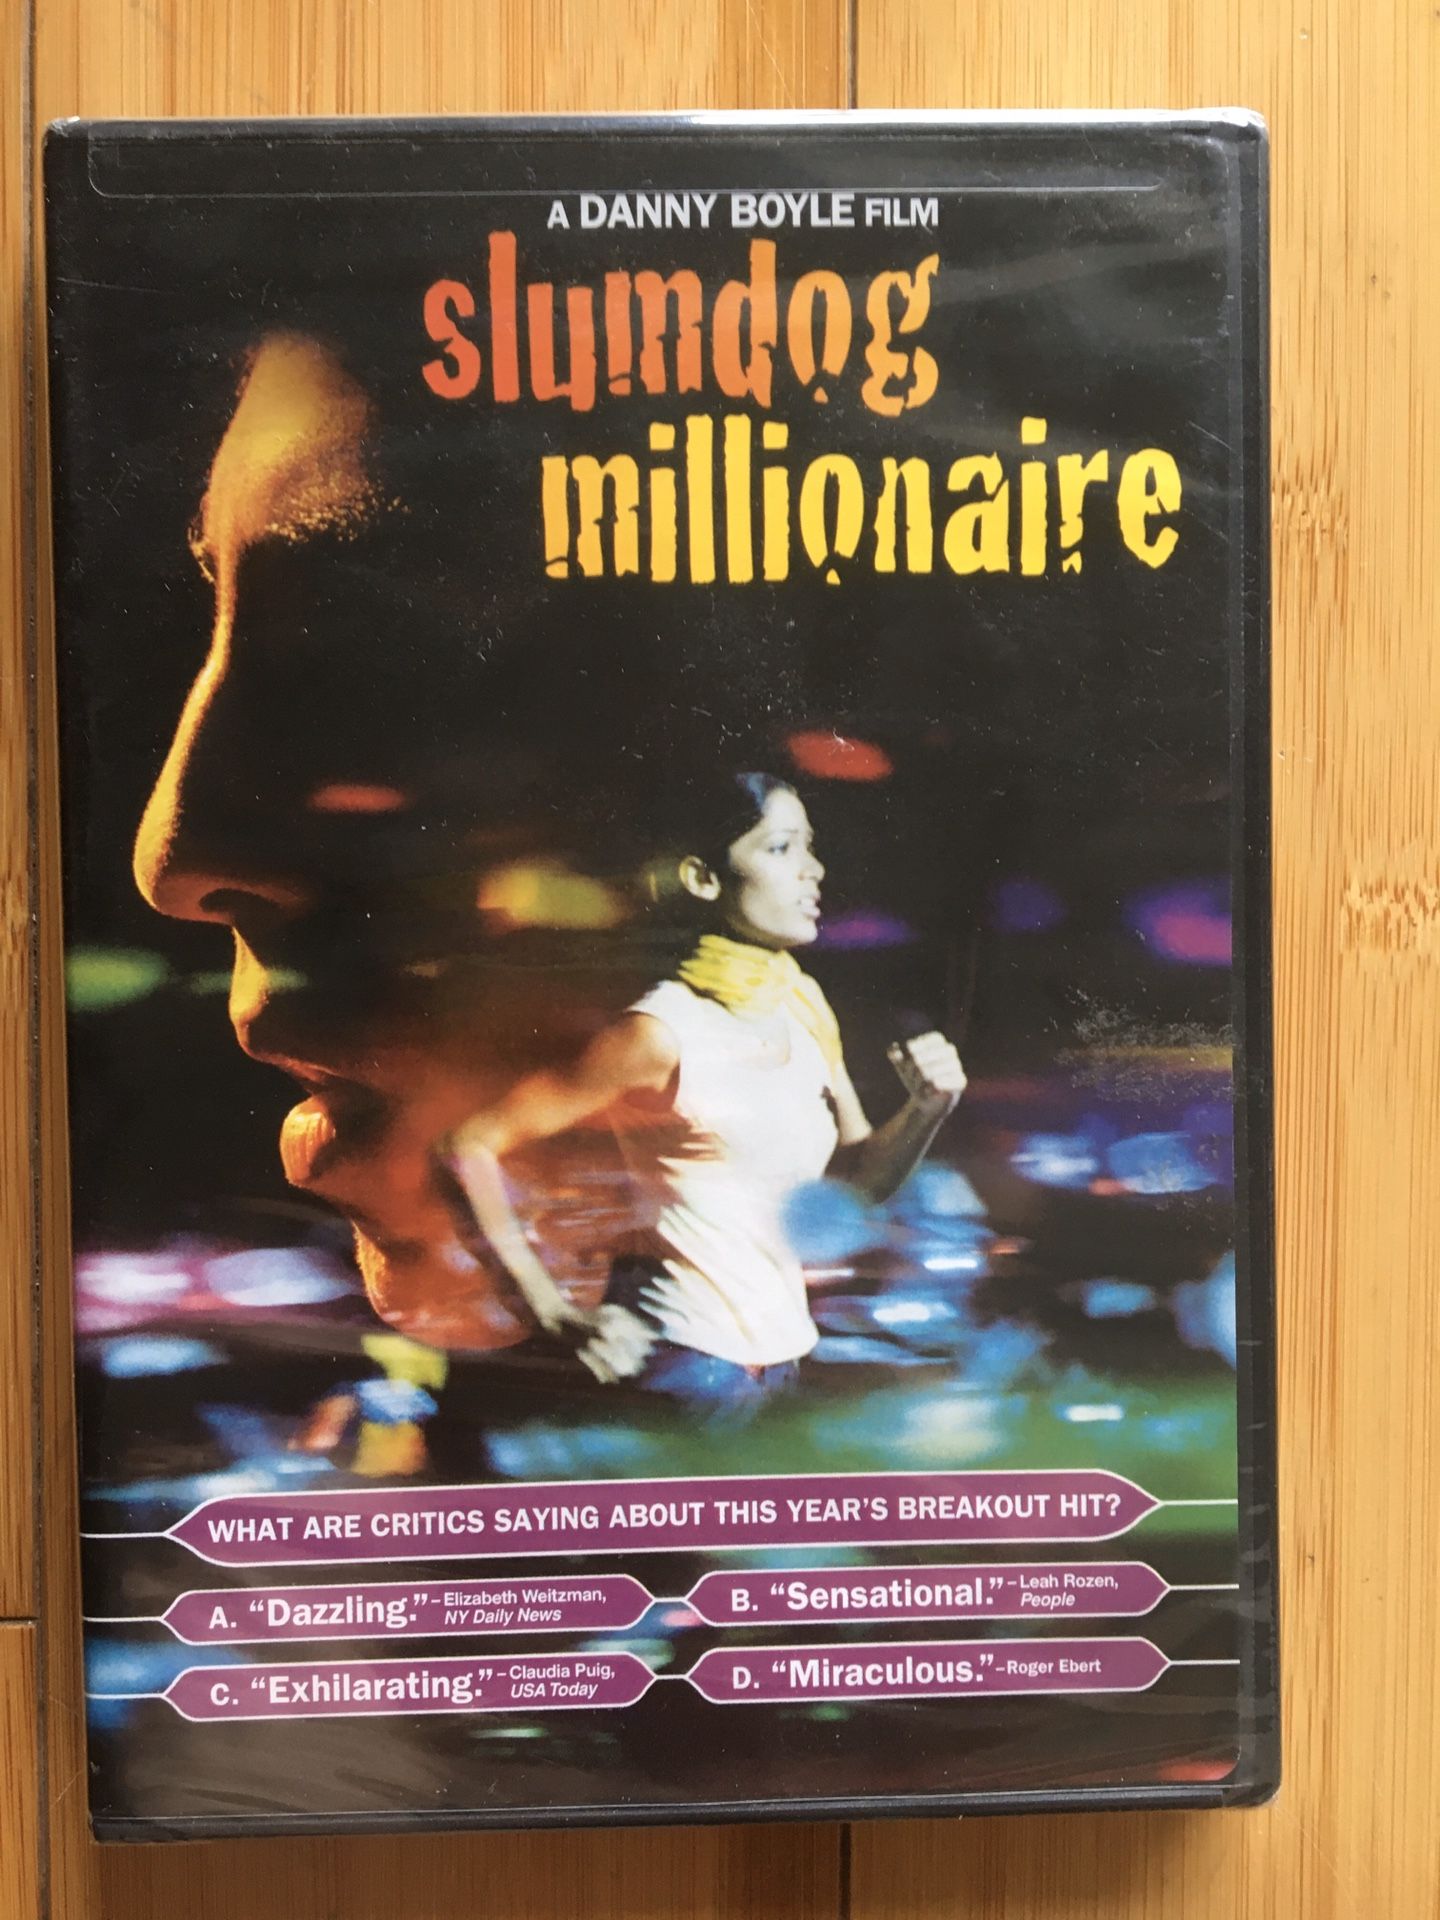 A DANNY BOYLE FILM
slumdog
millionaire
WHAT ARE CRITICS SAYING ABOUT THIS YEAR'S BREAKOUT HIT?
A. “Dazzling.”–Elizabeth Weitzman,
NY Daily News
B. “Sensational.”–Leah Rozen,
People
C. “Exhilarating.”–Claudia Puig,
USA Today
D. “Miraculous.”–Roger Ebert